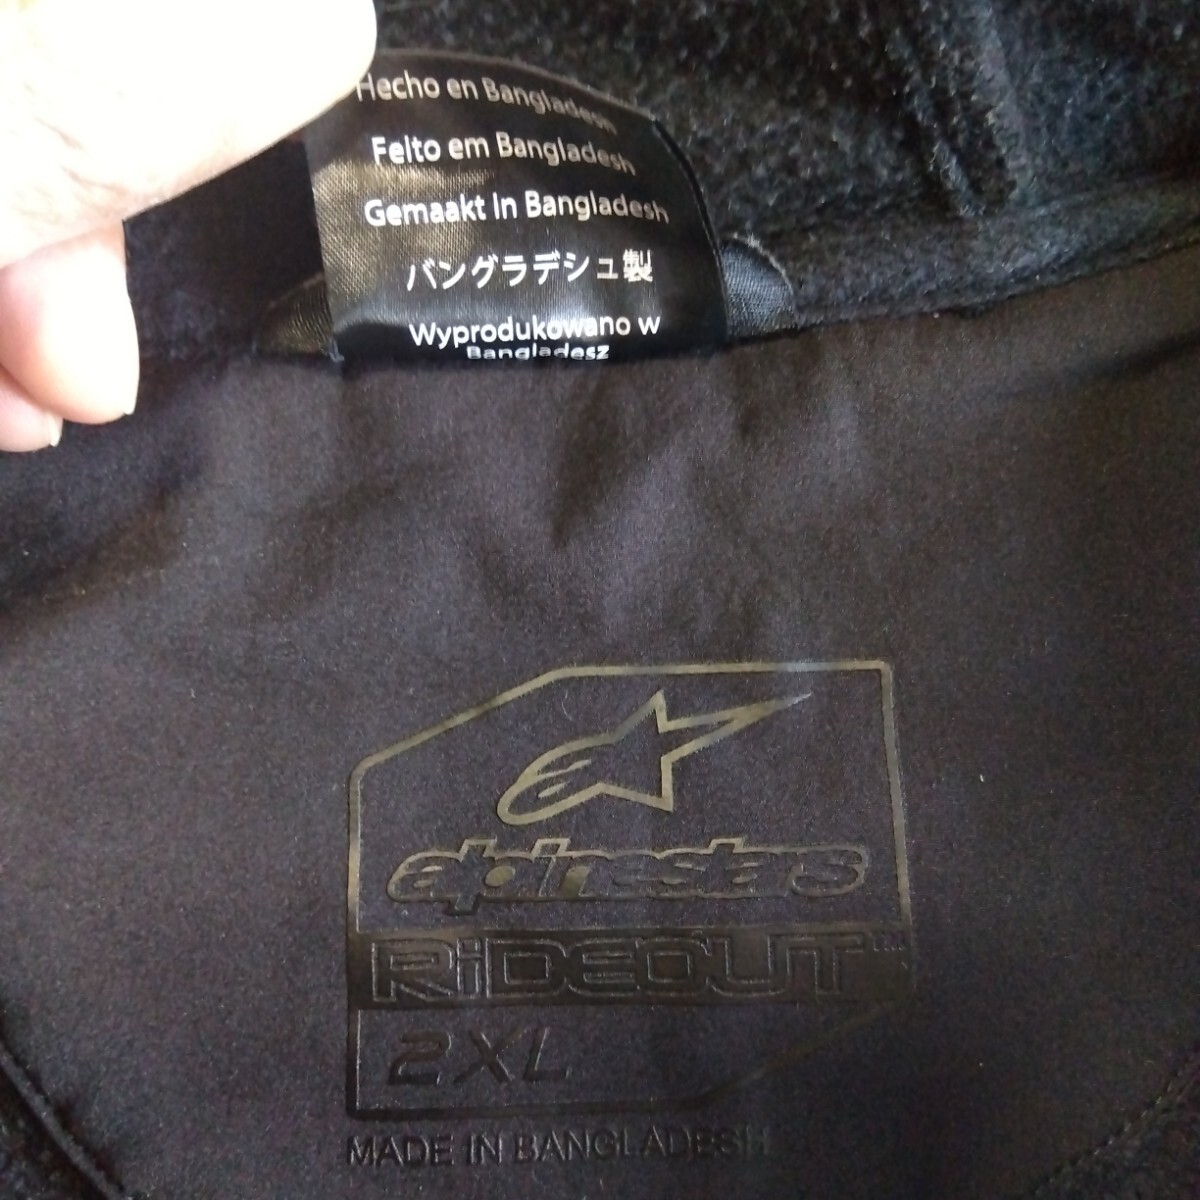 Hecho en Bangladesh
Feito em Bangladesh
Gemaakt in Bangladesh
バングラデシュ製
Wyprodukowano w
Bangladesz
alpinestars
RiDEOUT™
2XL
MADE IN BANGLADESH